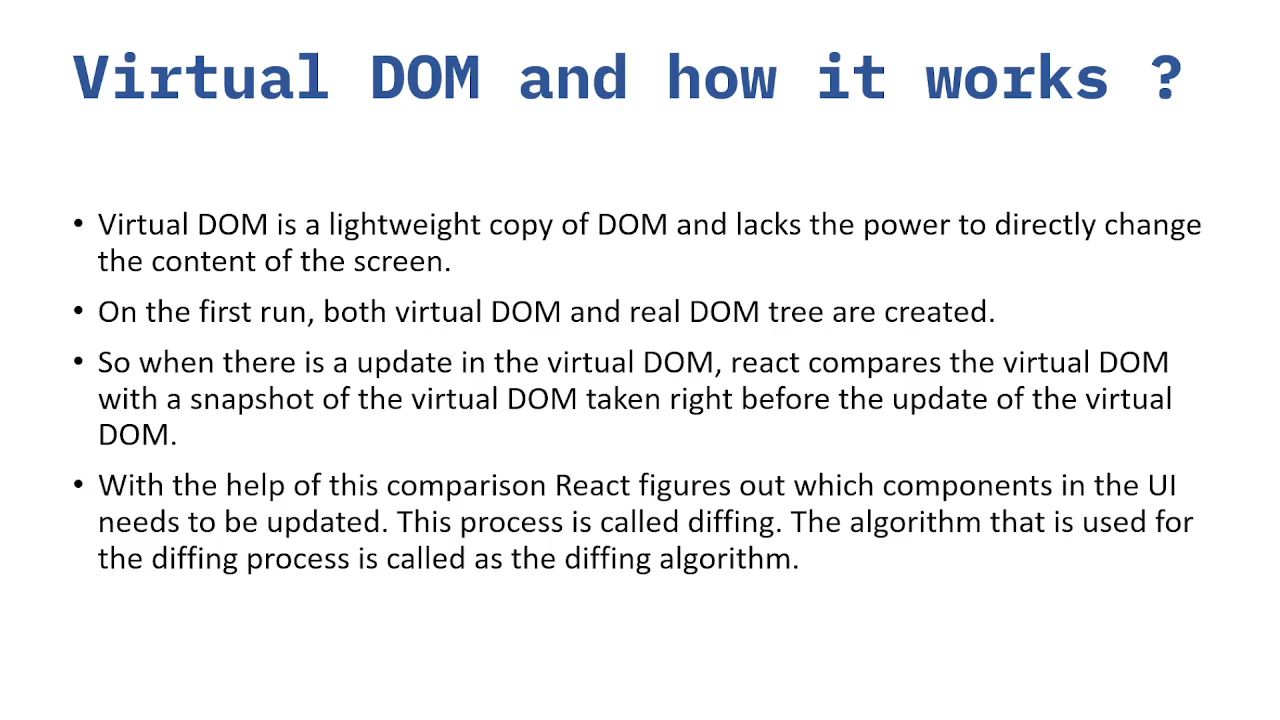 Virtual DOM and how it works ?
• Virtual DOM is a lightweight copy of DOM and lacks the power to directly change
the content of the screen.
• On the first run, both virtual DOM and real DOM tree are created.
• So when there is a update in the virtual DOM, react compares the virtual DOM
with a snapshot of the virtual DOM taken right before the update of the virtual
DOM.
• With the help of this comparison React figures out which components in the UI
needs to be updated. This process is called diffing. The algorithm that is used for
the diffing process is called as the diffing algorithm.